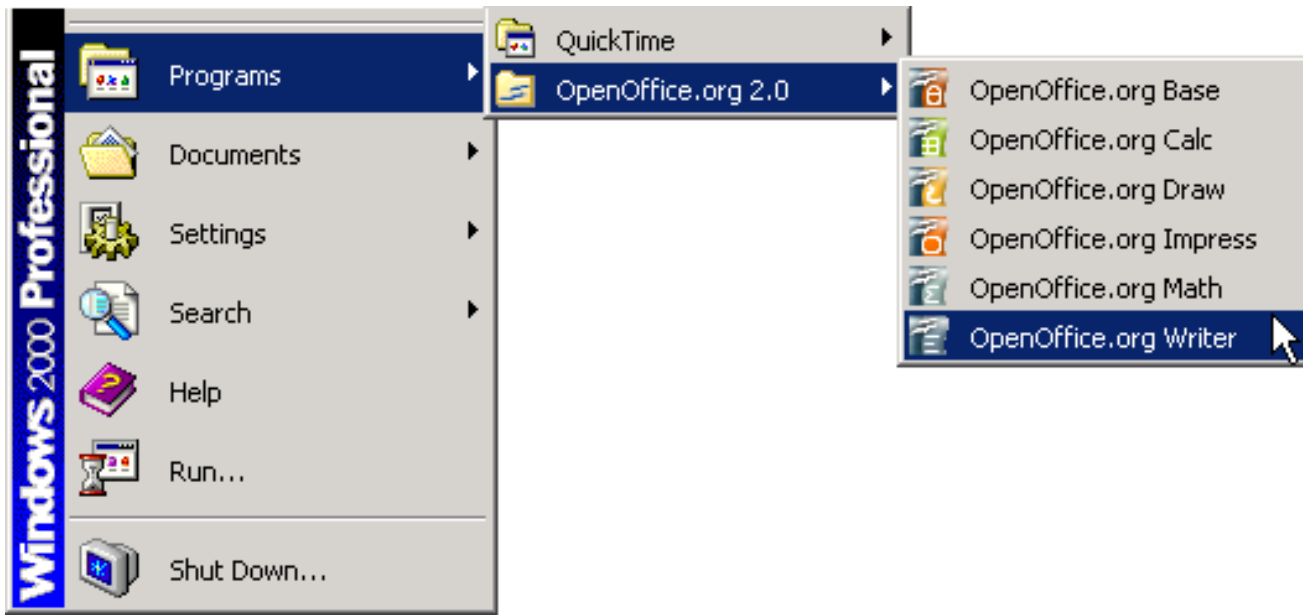 Windows 2000 Professional
Programs
Documents
Settings
Search
Help
Run...
Shut Down...
QuickTime
OpenOffice.org 2.0
OpenOffice.org Base
OpenOffice.org Calc
OpenOffice.org Draw
OpenOffice.org Impress
OpenOffice.org Math
OpenOffice.org Writer